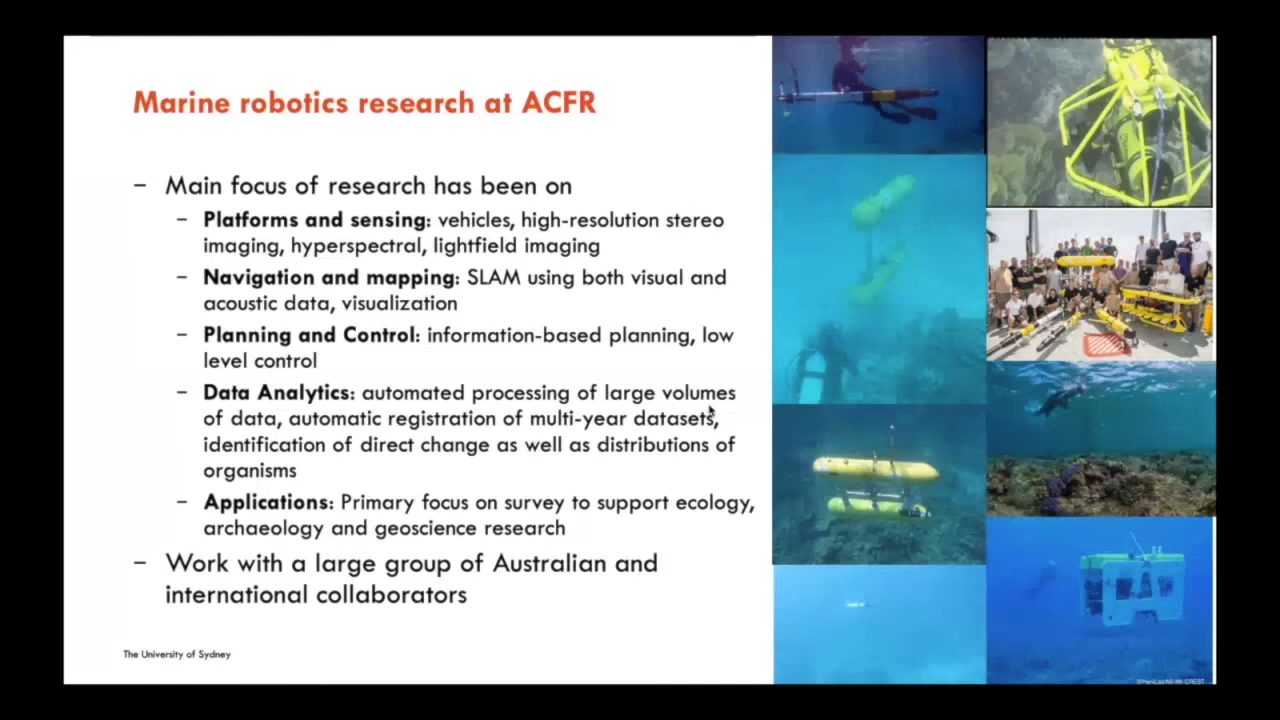 Marine robotics research at ACFR
– Main focus of research has been on
– Platforms and sensing: vehicles, high-resolution stereo
imaging, hyperspectral, lightfield imaging
– Navigation and mapping: SLAM using both visual and
acoustic data, visualization
– Planning and Control: information-based planning, low
level control
– Data Analytics: automated processing of large volumes
of data, automatic registration of multi-year datasets,
identification of direct change as well as distributions of
organisms
– Applications: Primary focus on survey to support ecology,
archaeology and geoscience research
– Work with a large group of Australian and
international collaborators
The University of Sydney